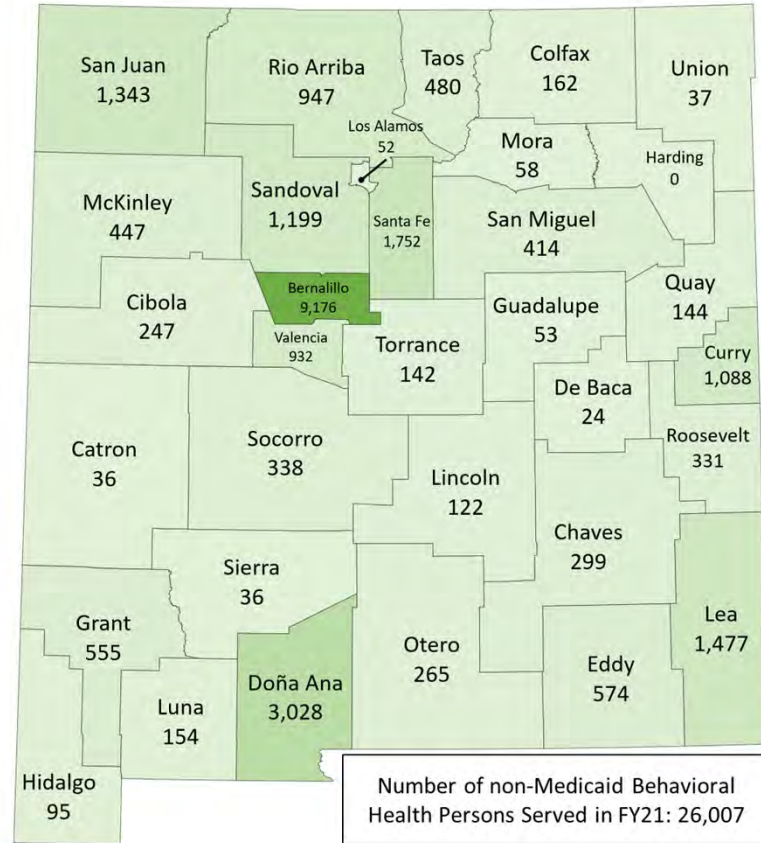 San Juan
1,343
Rio Arriba
947
Taos
480
Colfax
162
Union
37
Los Alamos
52
Mora
58
Harding
0
McKinley
447
Sandoval
1,199
Santa Fe
1,752
San Miguel
414
Cibola
247
Bernalillo
9,176
Valencia
932
Torrance
142
Guadalupe
53
Quay
144
Curry
1,088
De Baca
24
Roosevelt
331
Catron
36
Socorro
338
Lincoln
122
Chaves
299
Sierra
36
Grant
555
Lea
1,477
Otero
265
Eddy
574
Doña Ana
3,028
Luna
154
Hidalgo
95
Number of non-Medicaid Behavioral
Health Persons Served in FY21: 26,007